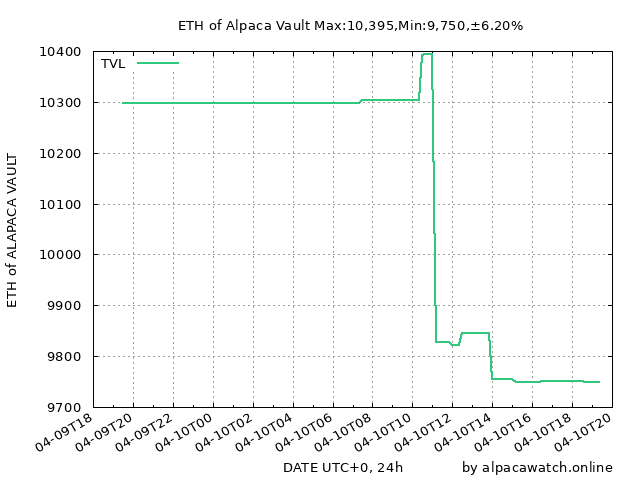 ETH of Alpaca Vault Max:10,395,Min:9,750,±6.20%
TVL
10400
10300
10200
10100
10000
9900
9800
9700
ETH of ALAPACA VAULT
04-09T18
04-09T20
04-09T22
04-10T00
04-10T02
04-10T04
04-10T06
04-10T08
04-10T10
04-10T12
04-10T14
04-10T16
04-10T18
04-10T20
DATE UTC+0, 24h
by alpacawatch.online